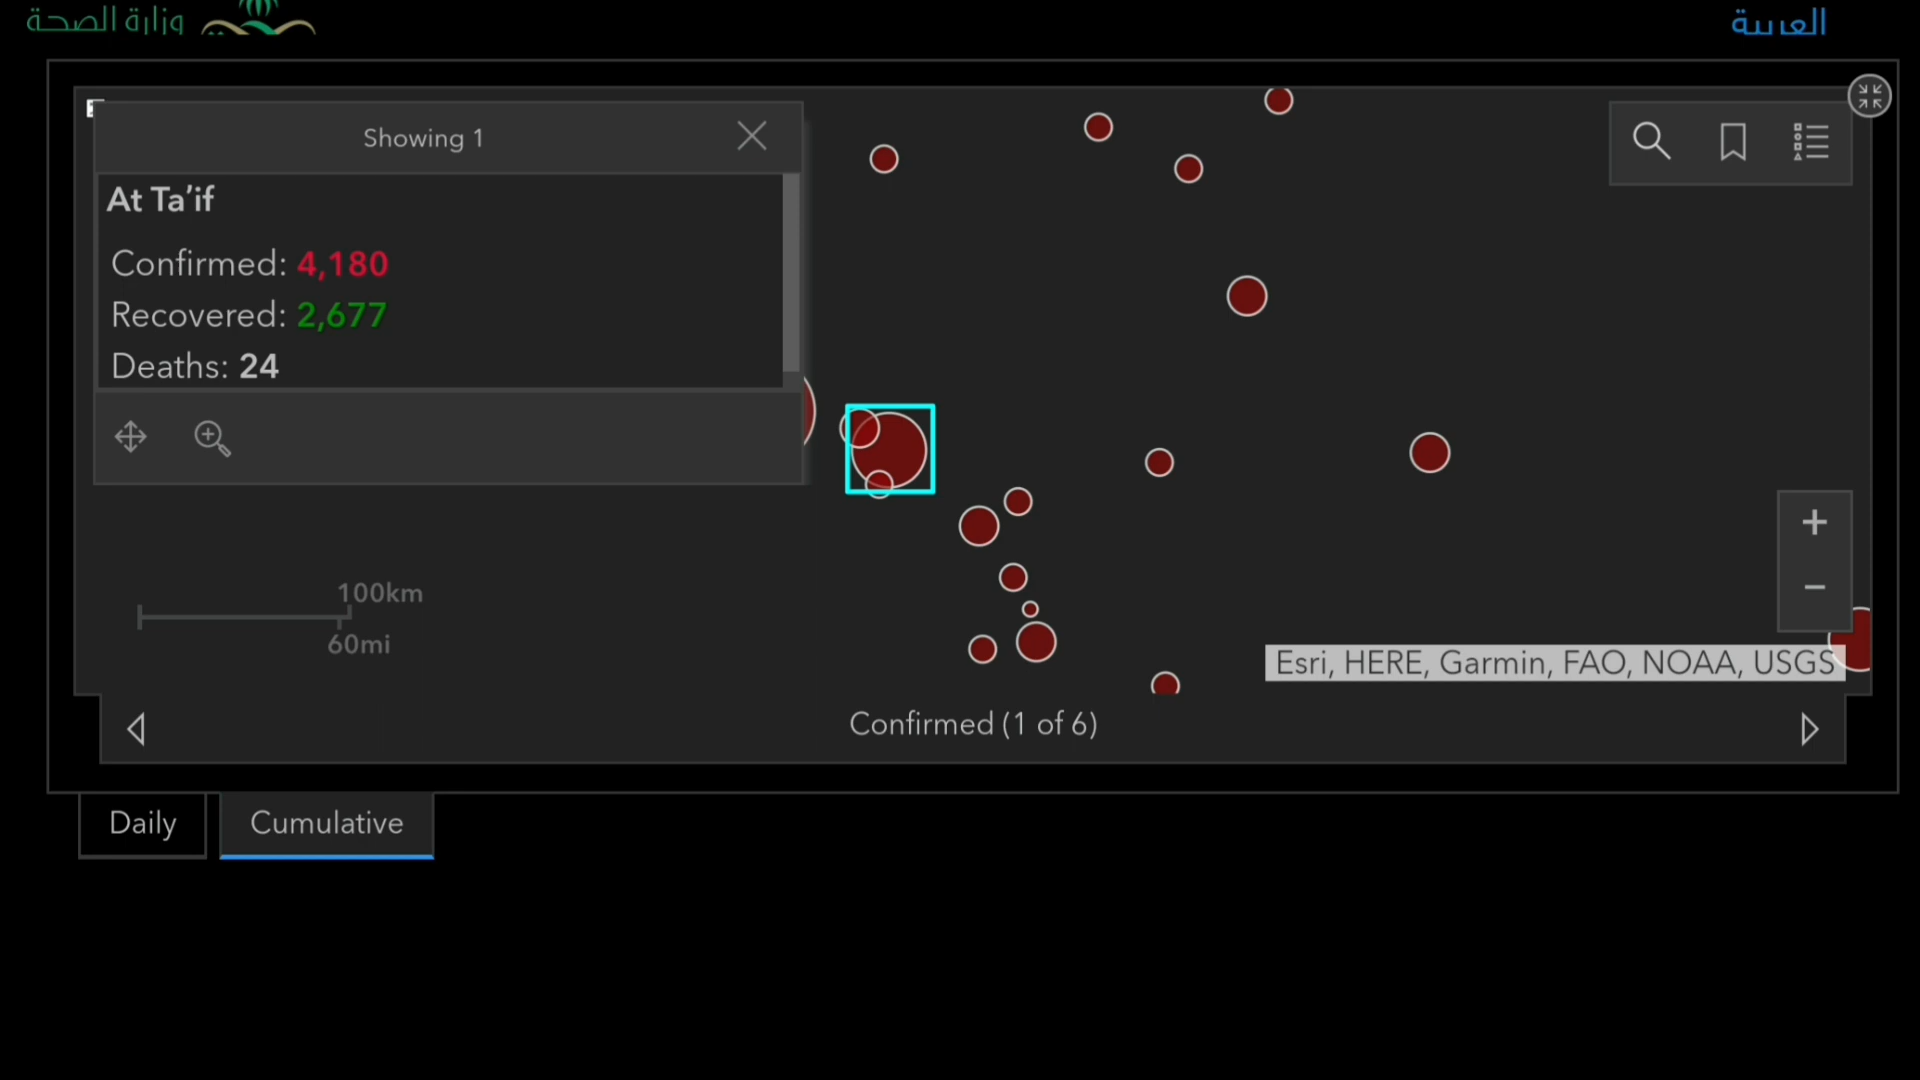 وزارة الصحة
العربية
Showing 1
At Ta’if
Confirmed: 4,180
Recovered: 2,677
Deaths: 24
100km
60mi
Esri, HERE, Garmin, FAO, NOAA, USGS
Confirmed (1 of 6)
Daily
Cumulative